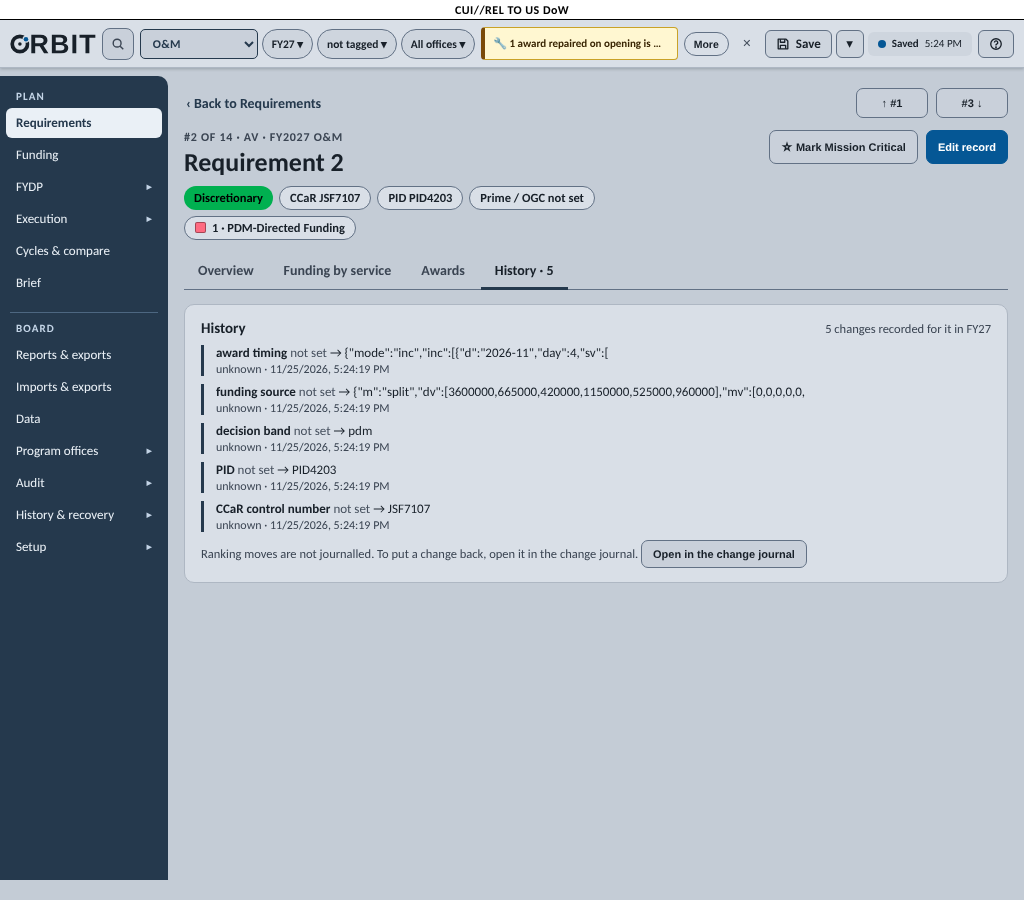 CUI//REL TO US DoW
ORBIT
O&M
FY27 ▾
not tagged ▾
All offices ▾
🔧 1 award repaired on opening is ...
More
×
Save
▾
Saved 5:24 PM
PLAN
Requirements
Funding
FYDP ▸
Execution ▸
Cycles & compare
Brief
BOARD
Reports & exports
Imports & exports
Data
Program offices ▸
Audit ▸
History & recovery ▸
Setup ▸
‹ Back to Requirements
↑ #1
#3 ↓
#2 OF 14 · AV · FY2027 O&M
Requirement 2
☆ Mark Mission Critical
Edit record
Discretionary
CCaR JSF7107
PID PID4203
Prime / OGC not set
1 · PDM-Directed Funding
Overview
Funding by service
Awards
History · 5
History
5 changes recorded for it in FY27
award timing not set → {"mode":"inc","inc":[{"d":"2026-11","day":4,"sv":[
unknown · 11/25/2026, 5:24:19 PM
funding source not set → {"m":"split","dv":[3600000,665000,420000,1150000,525000,960000],"mv":[0,0,0,0,0,
unknown · 11/25/2026, 5:24:19 PM
decision band not set → pdm
unknown · 11/25/2026, 5:24:19 PM
PID not set → PID4203
unknown · 11/25/2026, 5:24:19 PM
CCaR control number not set → JSF7107
unknown · 11/25/2026, 5:24:19 PM
Ranking moves are not journalled. To put a change back, open it in the change journal.
Open in the change journal